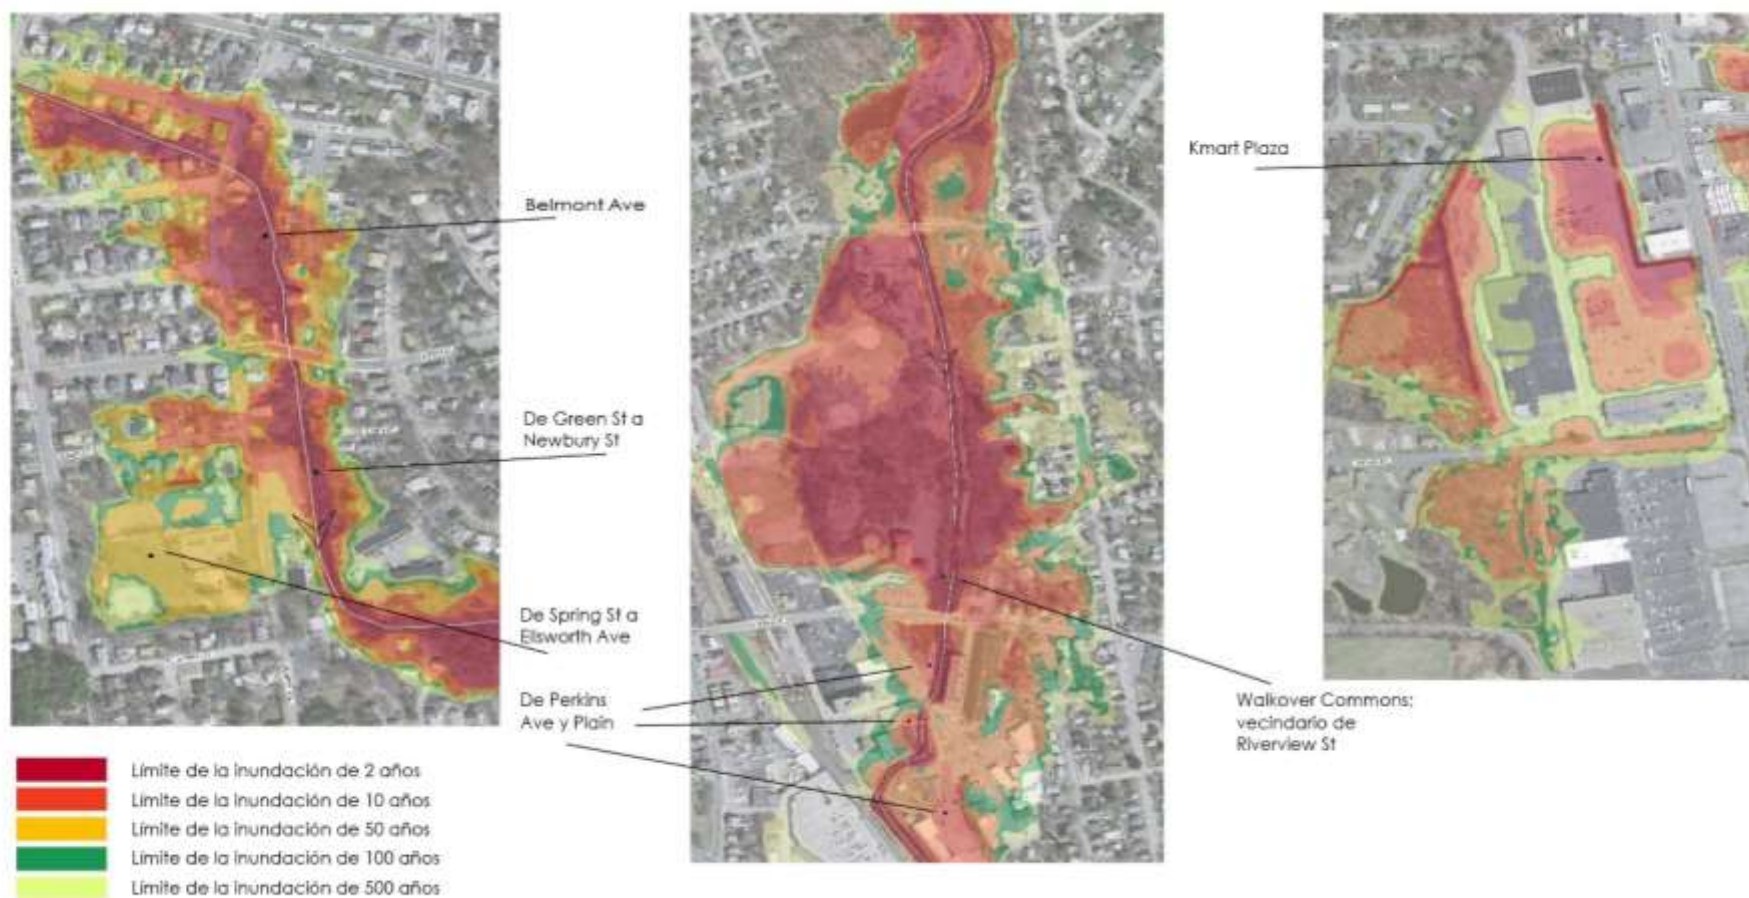 Belmont Ave
De Green St a
Newbury St
De Spring St a
Ellsworth Ave
De Perkins
Ave y Plain
Kmart Plaza
Walkover Commons;
vecindario de
Riverview St
Límite de la inundación de 2 años
Límite de la inundación de 10 años
Límite de la inundación de 50 años
Límite de la inundación de 100 años
Límite de la inundación de 500 años